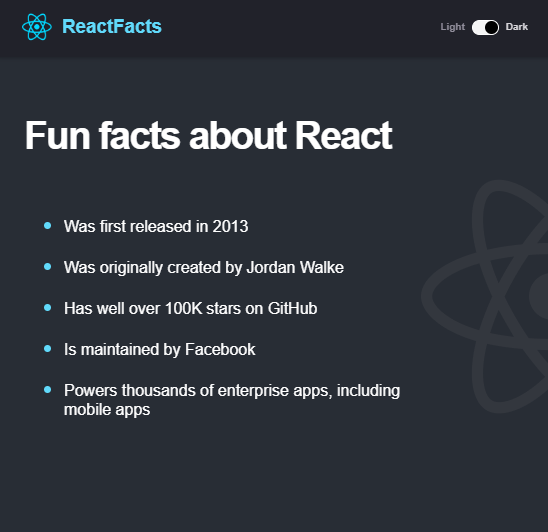 ReactFacts
Light
Dark
Fun facts about React
Was first released in 2013
Was originally created by Jordan Walke
Has well over 100K stars on GitHub
Is maintained by Facebook
Powers thousands of enterprise apps, including
mobile apps